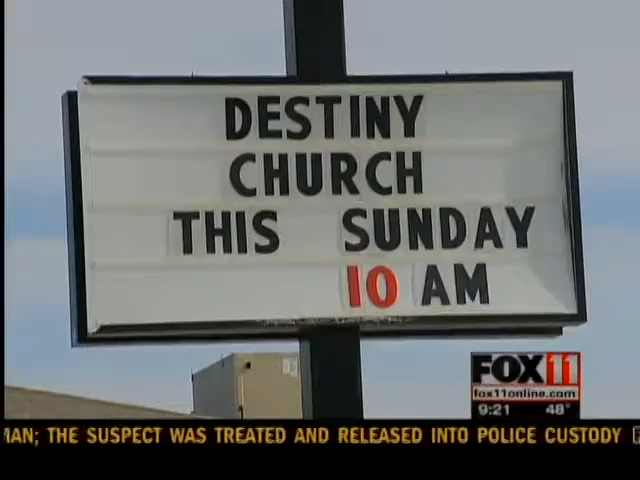 DESTINY
CHURCH
THIS SUNDAY
10 AM
FOX 11
fox11online.com
9:21 48°
MAN; THE SUSPECT WAS TREATED AND RELEASED INTO POLICE CUSTODY